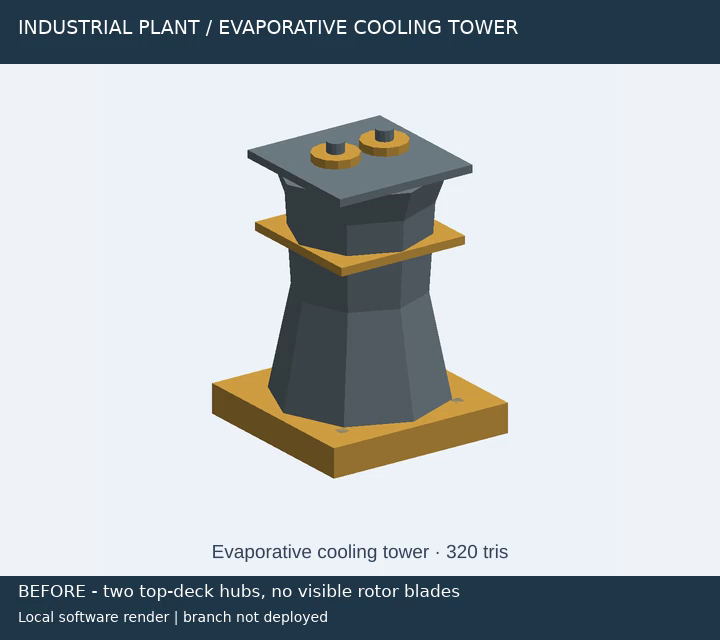 INDUSTRIAL PLANT / EVAPORATIVE COOLING TOWER
Evaporative cooling tower · 320 tris
BEFORE - two top-deck hubs, no visible rotor blades
Local software render | branch not deployed